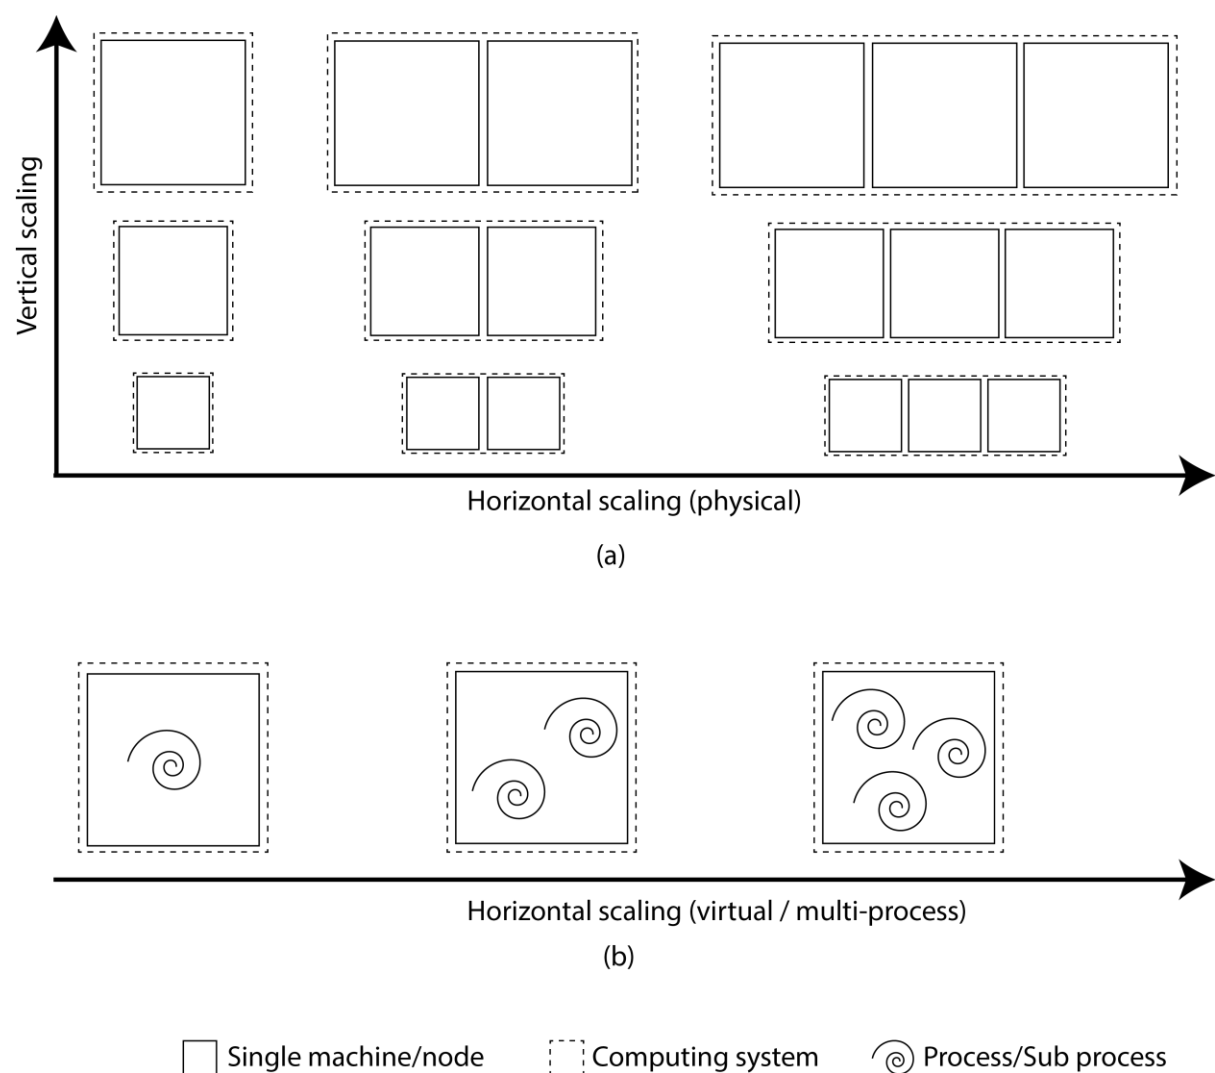 Vertical scaling
Horizontal scaling (physical)
(a)
Horizontal scaling (virtual / multi-process)
(b)
Single machine/node
Computing system
Process/Sub process